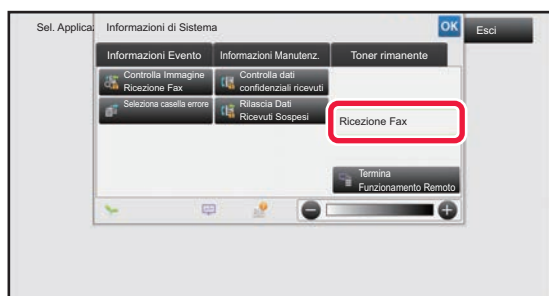 Sel. Applica
Informazioni di Sistema
OK
Esci
Informazioni Evento
Informazioni Manutenz.
Toner rimanente
Controlla Immagine
Ricezione Fax
Controlla dati
confidenziali ricevuti
Seleziona casella errore
Rilascia Dati
Ricevuti Sospesi
Ricezione Fax
Termina
Funzionamento Remoto